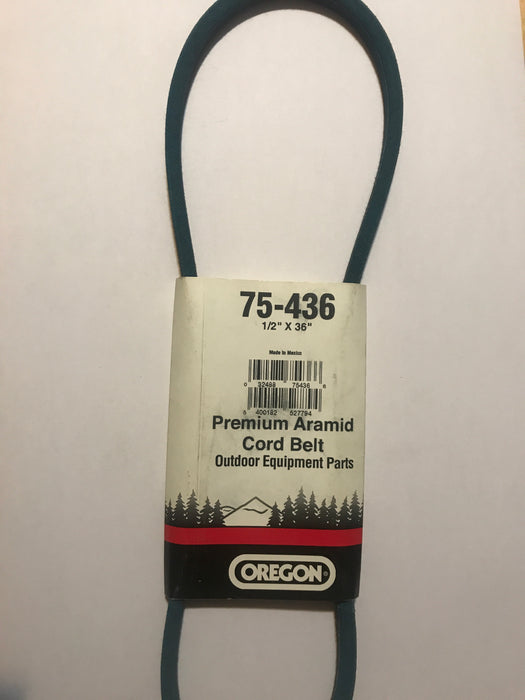 75-436
1/2" X 36"
Made in Mexico
0 32488 75436 6
5 400182 527794
Premium Aramid
Cord Belt
Outdoor Equipment Parts
OREGON®